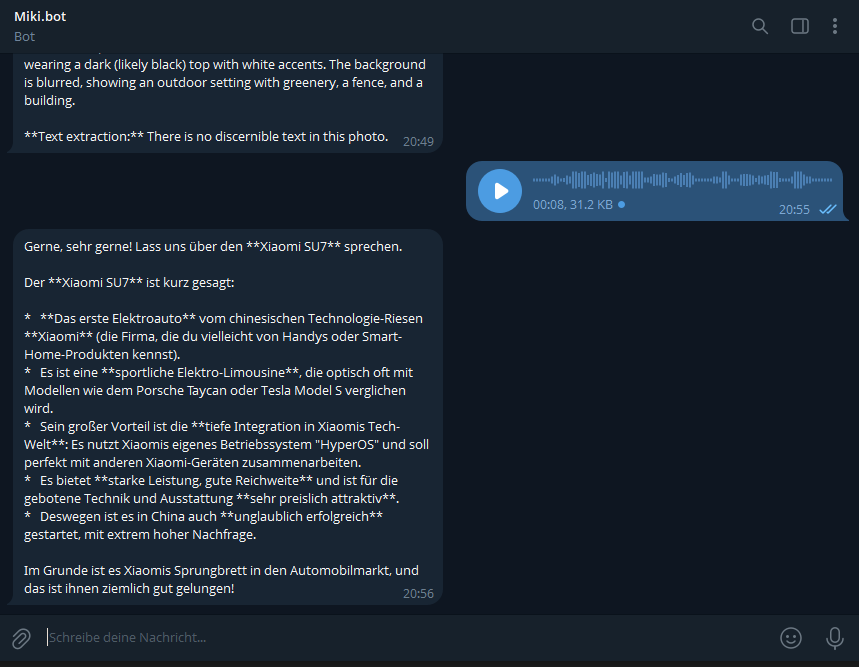 Miki.bot
Bot
wearing a dark (likely black) top with white accents. The background
is blurred, showing an outdoor setting with greenery, a fence, and a
building.
**Text extraction:** There is no discernible text in this photo.
20:49
00:08, 31.2 KB
20:55
Gerne, sehr gerne! Lass uns über den **Xiaomi SU7** sprechen.
Der **Xiaomi SU7** ist kurz gesagt:
*   **Das erste Elektroauto** vom chinesischen Technologie-Riesen
**Xiaomi** (die Firma, die du vielleicht von Handys oder Smart-
Home-Produkten kennst).
*   Es ist eine **sportliche Elektro-Limousine**, die optisch oft mit
Modellen wie dem Porsche Taycan oder Tesla Model S verglichen
wird.
*   Sein großer Vorteil ist die **tiefe Integration in Xiaomis Tech-
Welt**: Es nutzt Xiaomis eigenes Betriebssystem "HyperOS" und soll
perfekt mit anderen Xiaomi-Geräten zusammenarbeiten.
*   Es bietet **starke Leistung, gute Reichweite** und ist für die
gebotene Technik und Ausstattung **sehr preislich attraktiv**.
*   Deswegen ist es in China auch **unglaublich erfolgreich**
gestartet, mit extrem hoher Nachfrage.
Im Grunde ist es Xiaomis Sprungbrett in den Automobilmarkt, und
das ist ihnen ziemlich gut gelungen!
20:56
Schreibe deine Nachricht...